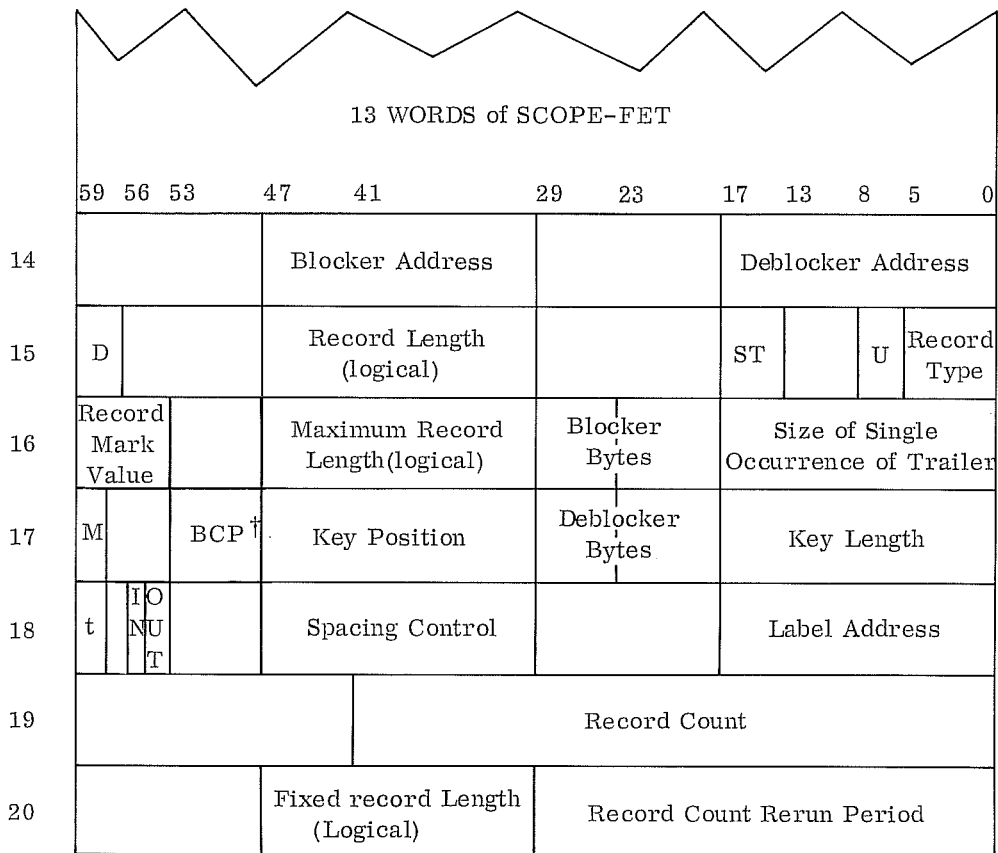 13 WORDS of SCOPE-FET
59 56 53 47 41 29 23 17 13 8 5 0
14 Blocker Address Deblocker Address
15 D Record Length (logical) ST U Record Type
16 Record Mark Value Maximum Record Length(logical) Blocker Bytes Size of Single Occurrence of Trailer
17 M BCP† Key Position Deblocker Bytes Key Length
18 t IN OUT Spacing Control Label Address
19 Record Count
20 Fixed record Length (Logical) Record Count Rerun Period